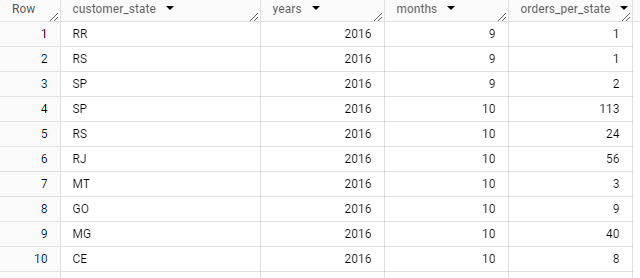 Row customer_state years months orders_per_state
1 RR 2016 9 1
2 RS 2016 9 1
3 SP 2016 9 2
4 SP 2016 10 113
5 RS 2016 10 24
6 RJ 2016 10 56
7 MT 2016 10 3
8 GO 2016 10 9
9 MG 2016 10 40
10 CE 2016 10 8